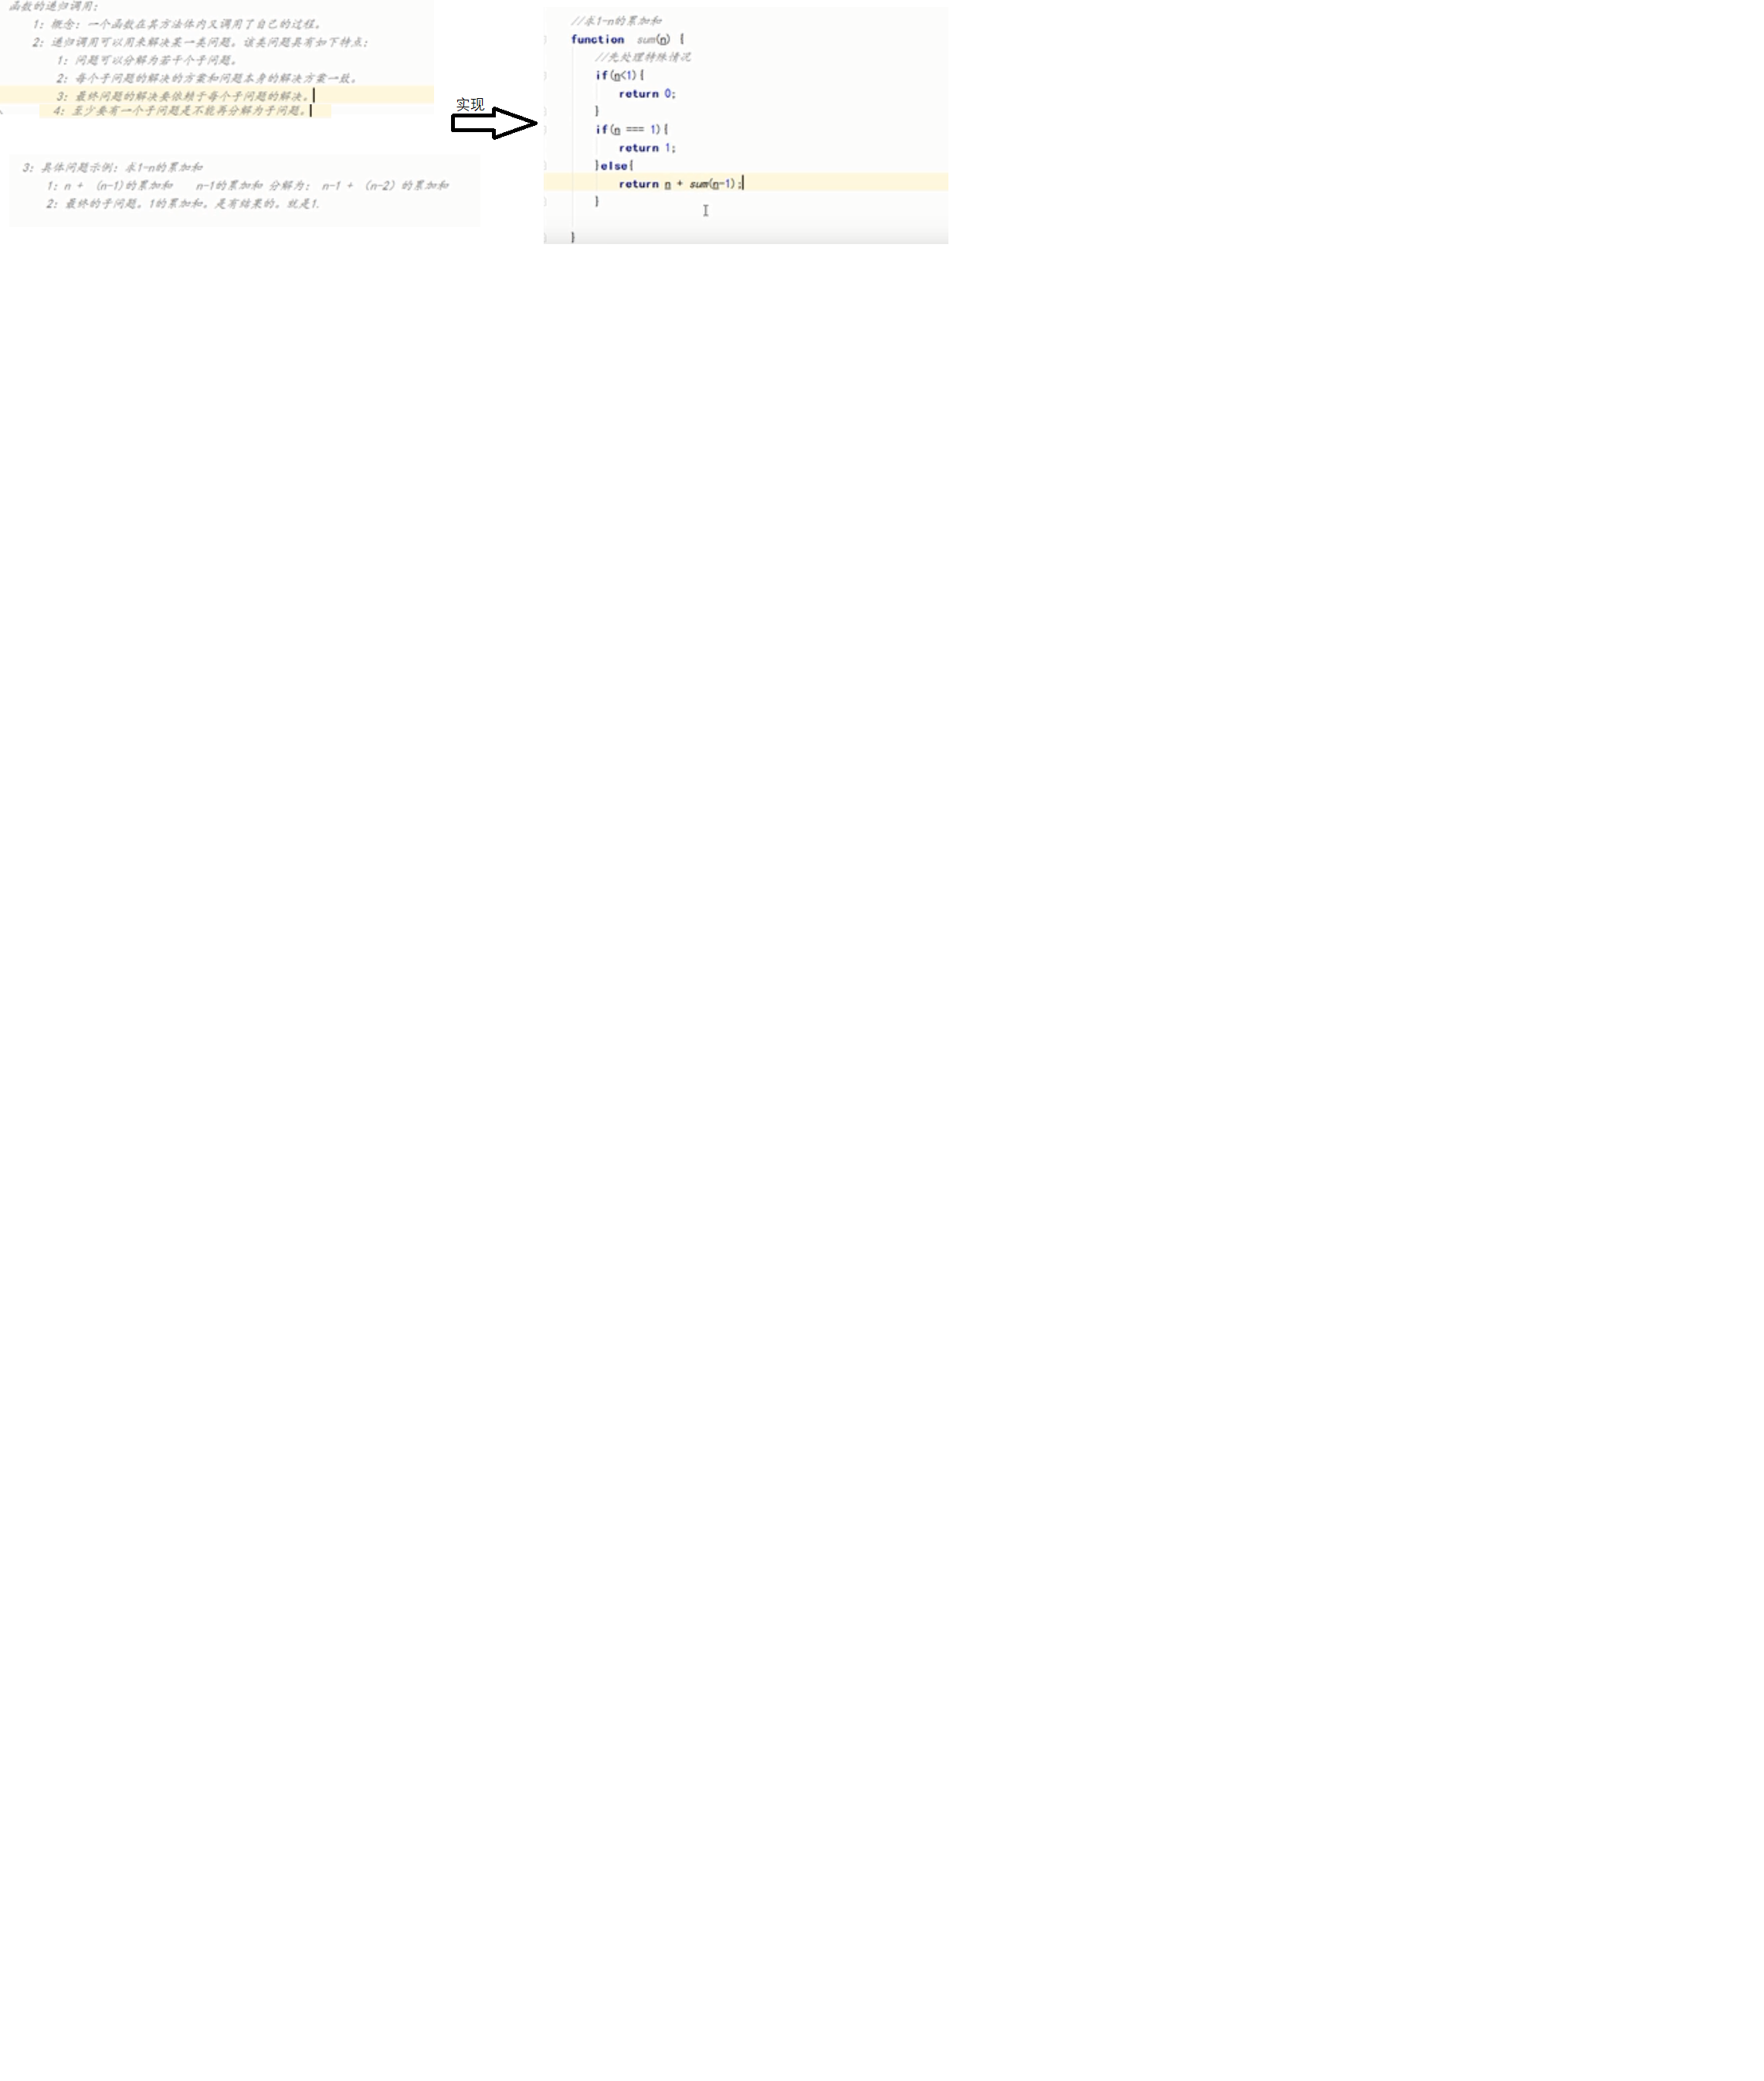 函数的递归调用：
1：概念：一个函数在其方法体内又调用了自己的过程。
2：递归调用可以用来解决某一类问题。该类问题具有如下特点：
1：问题可以分解为若干个子问题。
2：每个子问题的解决的方案和问题本身的解决方案一致。
3：最终问题的解决要依赖于每个子问题的解决。
4：至少要有一个子问题是不能再分解为子问题。
3：具体问题示例：求1-n的累加和
1：n + (n-1)的累加和 n-1的累加和 分解为： n-1 + (n-2) 的累加和
2：最终的子问题。1的累加和。是有结果的。就是1.
实现
//求1-n的累加和
function sum(n) {
//先处理特殊情况
if(n<1){
return 0;
}
if(n === 1){
return 1;
}else{
return n + sum(n-1);
}
}